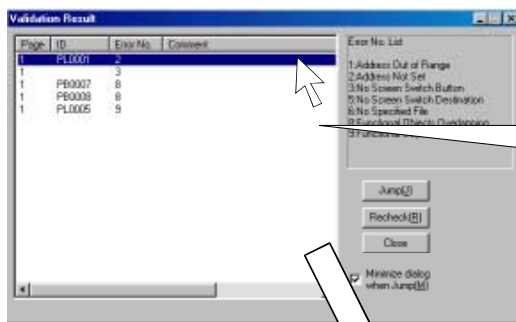 Validation Result
Page ID Error No. Comment
1 PL0001 2
1 3
1 PB0007 8
1 PB0008 8
1 PL0005 9
Error No. List
1:Address Out of Range
2:Address Not Set
3:No Screen Switch Button
5:No Screen Switch Destination
6:No Specified File
8:Functional Objects Overlapping
Jump(J)
Recheck(R)
Close
Minimize dialog
when Jump(M)